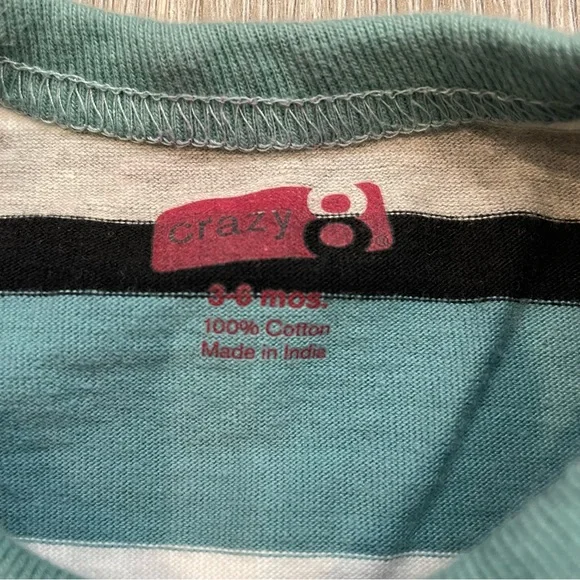 crazy 8®
3-6 mos.
100% Cotton
Made in India